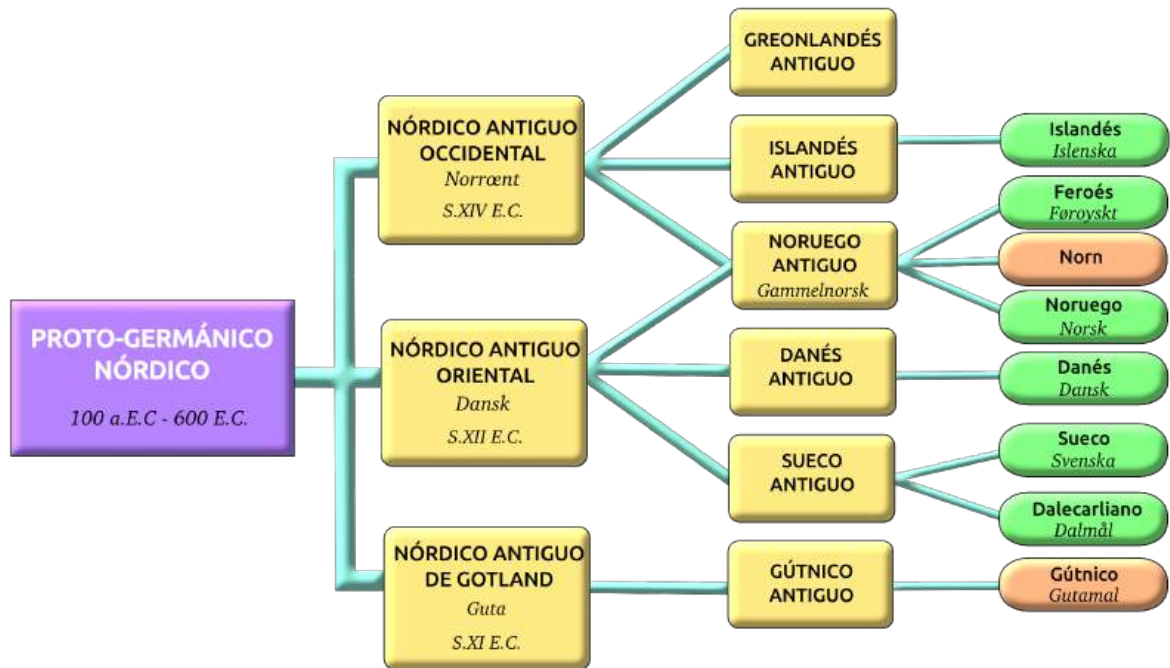 PROTO-GERMÁNICO
NÓRDICO
100 a.E.C - 600 E.C.
NÓRDICO ANTIGUO
OCCIDENTAL
Norrœnt
S.XIV E.C.
NÓRDICO ANTIGUO
ORIENTAL
Dansk
S.XII E.C.
NÓRDICO ANTIGUO
DE GOTLAND
Guta
S.XI E.C.
GREONLANDÉS
ANTIGUO
ISLANDÉS
ANTIGUO
NORUEGO
ANTIGUO
Gammelnorsk
DANÉS
ANTIGUO
SUECO
ANTIGUO
GÚTNICO
ANTIGUO
Islandés
Islenska
Feroés
Føroyskt
Norn
Noruego
Norsk
Danés
Dansk
Sueco
Svenska
Dalecarliano
Dalmål
Gútnico
Gutamal